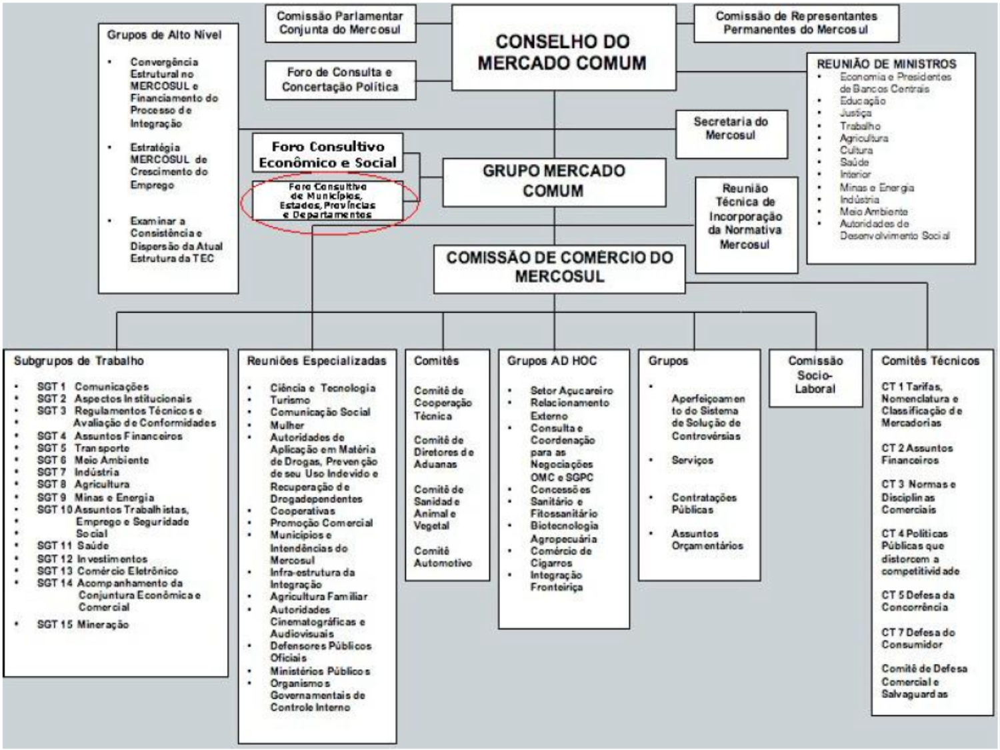 Comissão Parlamentar
Conjunta do Mercosul
CONSELHO DO
MERCADO COMUM
Comissão de Representantes
Permanentes do Mercosul
Grupos de Alto Nível
• Convergência
Estrutural no
MERCOSUL e
Financiamento do
Processo de
Integração
• Estratégia
MERCOSUL de
Crescimento do
Emprego
• Examinar a
Consistência e
Dispersão da Atual
Estrutura da TEC
Foro de Consulta e
Concertação Política
REUNIÃO DE MINISTROS
• Economia e Presidentes
de Bancos Centrais
• Educação
• Justiça
• Trabalho
• Agricultura
• Cultura
• Saúde
• Interior
• Minas e Energia
• Indústria
• Meio Ambiente
• Autoridades de
Desenvolvimento Social
Secretaria do
Mercosul
Foro Consultivo
Econômico e Social
Foro Consultivo
de Municípios,
Estados, Províncias
e Departamentos
GRUPO MERCADO
COMUM
Reunião
Técnica de
Incorporação
da Normativa
Mercosul
COMISSÃO DE COMÉRCIO DO
MERCOSUL
Subgrupos de Trabalho
• SGT 1 Comunicações
• SGT 2 Aspectos Institucionais
• SGT 3 Regulamentos Técnicos e
• Avaliação de Conformidades
• SGT 4 Assuntos Financeiros
• SGT 5 Transporte
• SGT 6 Meio Ambiente
• SGT 7 Indústria
• SGT 8 Agricultura
• SGT 9 Minas e Energia
• SGT 10 Assuntos Trabalhistas,
• Emprego e Seguridade
• Social
• SGT 11 Saúde
• SGT 12 Investimentos
• SGT 13 Comércio Eletrônico
• SGT 14 Acompanhamento da
Conjuntura Econômica e
Comercial
• SGT 15 Mineração
Reuniões Especializadas
• Ciência e Tecnologia
• Turismo
• Comunicação Social
• Mulher
• Autoridades de
Aplicação em Matéria
de Drogas, Prevenção
de seu Uso Indevido e
Recuperação de
Drogadependentes
• Cooperativas
• Promoção Comercial
• Municípios e
Intendências do
Mercosul
• Infra-estrutura da
Integração
• Agricultura Familiar
• Autoridades
Cinematográficas e
Audiovisuais
• Defensores Públicos
Oficiais
• Ministérios Públicos
• Organismos
Governamentais de
Controle Interno
Comitês
Comitê de
Cooperação
Técnica
Comitê de
Diretores de
Aduanas
Comitê de
Sanidad e
Animal e
Vegetal
Comitê
Automotivo
Grupos AD HOC
• Setor Açucareiro
• Relacionamento
Externo
• Consulta e
Coordenação
para as
Negociações
OMC e SGPC
• Concessões
• Sanitário e
Fitossanitário
• Biotecnologia
Agropecuária
• Comércio de
Cigarros
• Integração
Fronteiriça
Grupos
•
Aperfeiçoamen
to do Sistema
de Solução de
Controvérsias
• Serviços
• Contratações
Públicas
• Assuntos
Orçamentários
Comissão
Socio-
Laboral
Comitês Técnicos
CT 1 Tarifas,
Nomenclatura e
Classificação de
Mercadorias
CT 2 Assuntos
Financeiros
CT 3 Normas e
Disciplinas
Comerciais
CT 4 Políticas
Públicas que
distorcem a
competitividade
CT 5 Defesa da
Concorrência
CT 7 Defesa do
Consumidor
Comitê de Defesa
Comercial e
Salvaguardas